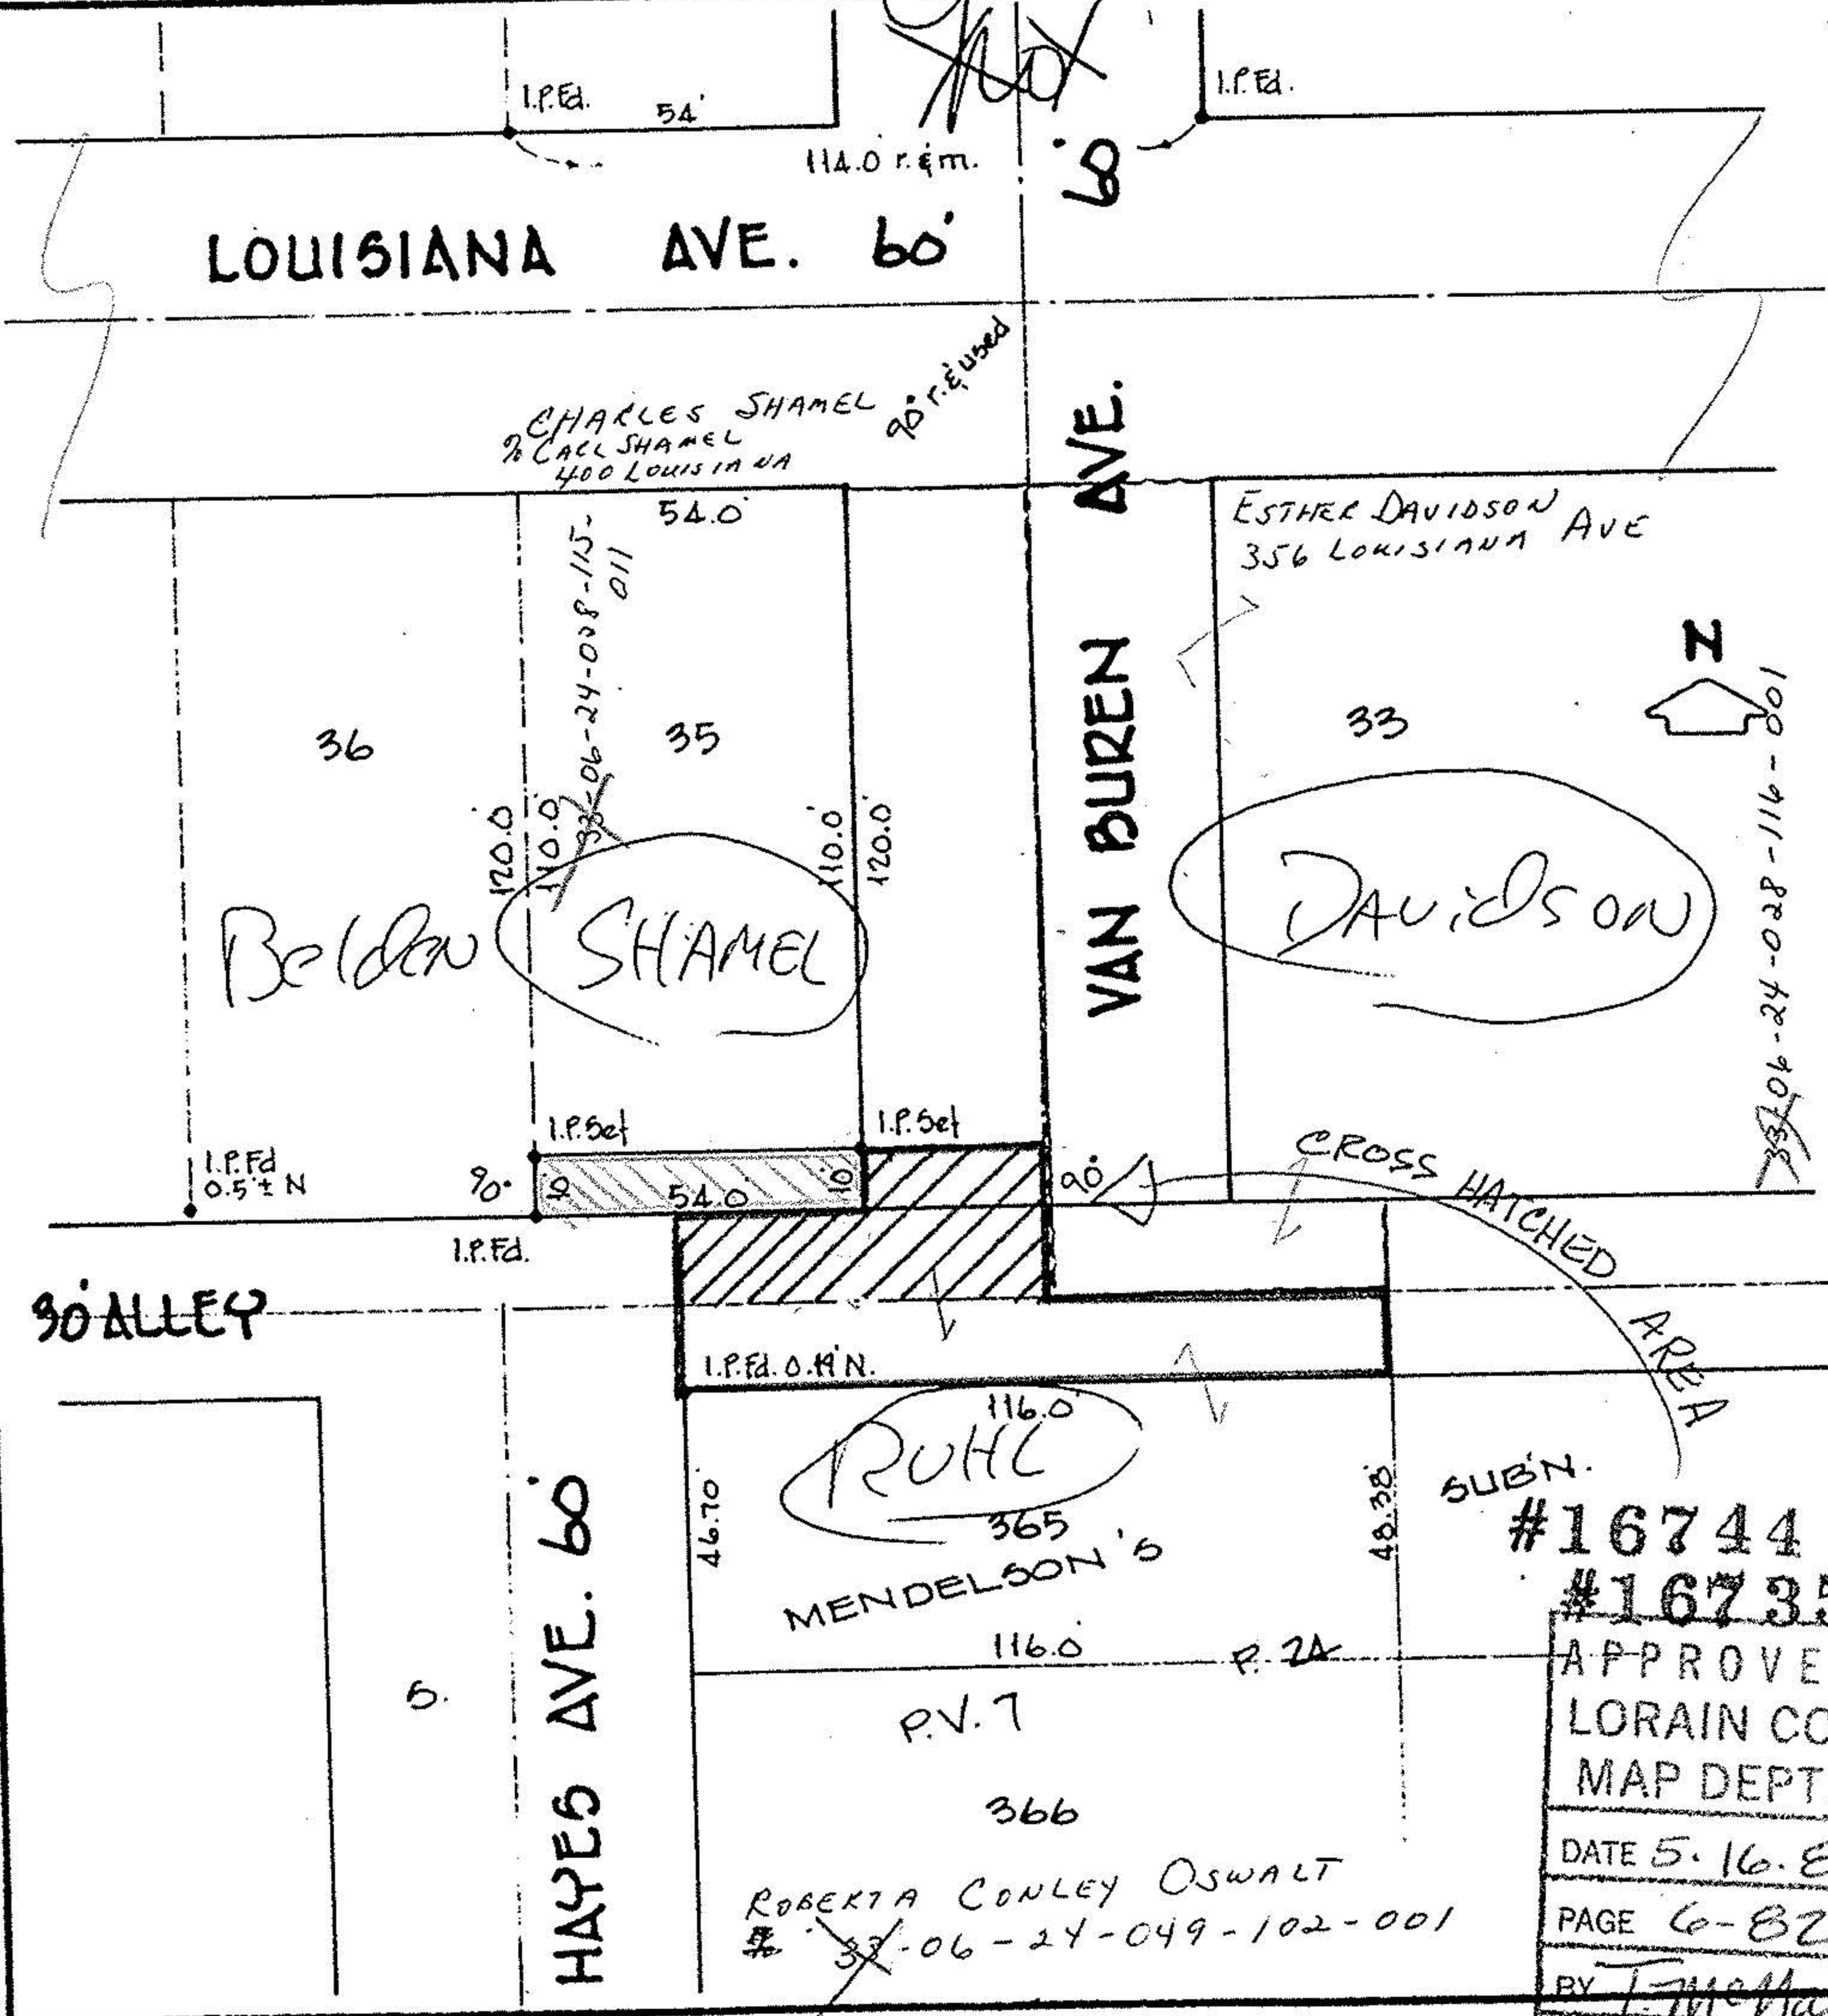 I.P.Fd.
54'
I.P.Fd.
114.0' r.&m.
60'
LOUISIANA AVE. 60'
90° r.&used
CHARLES SHAMEL
% CARL SHAMEL
400 LOUISIANA
54.0'
ESTHER DAVIDSON
356 LOUISIANA AVE
33-06-24-008-115-
011
VAN BUREN AVE.
N
36
35
33
33-06-24-028-116-001
120.0'
110.0'
110.0'
120.0'
Belden
SHAMEL
DAVIDSON
I.P.Set
I.P.Set
I.P.Fd
0.5'± N
90°
10'
54.0
10'
90°
CROSS HATCHED AREA
I.P.Fd.
30' ALLEY
I.P.Fd. 0.19' N.
116.0'
RUHL
46.70'
48.38'
365
MENDELSON'S
SUB'N.
116.0'
P. 24
#16744
#16735
5.
P.V. 7
HAYES AVE. 60'
366
ROBERTA CONLEY OSWALT
33-06-24-049-102-001
APPROVE
LORAIN CO
MAP DEPT
DATE 5.16.8
PAGE 6-82
BY